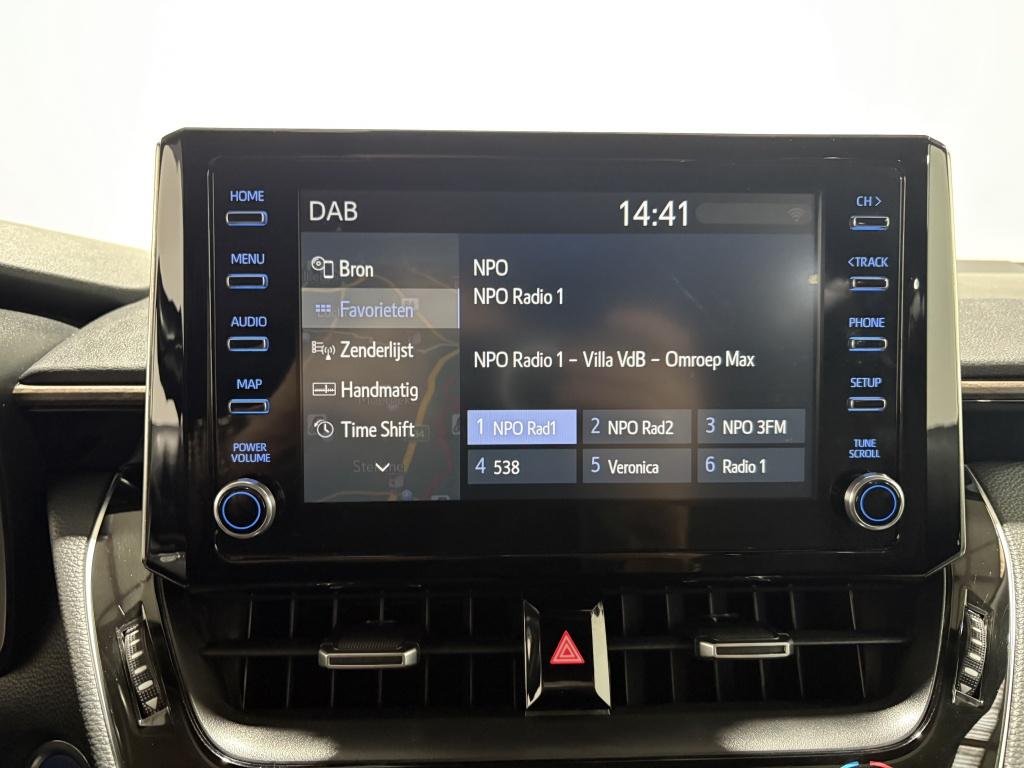 HOME
MENU
AUDIO
MAP
POWER
VOLUME
DAB
14:41
Bron
Favorieten
Zenderlijst
Handmatig
Time Shift
NPO
NPO Radio 1
NPO Radio 1 – Villa VdB – Omroep Max
1 NPO Rad1
2 NPO Rad2
3 NPO 3FM
4 538
5 Veronica
6 Radio 1
CH >
<TRACK
PHONE
SETUP
TUNE
SCROLL